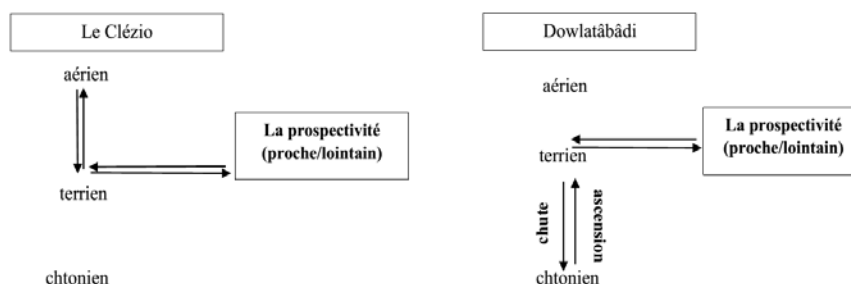 Le Clézio
aérien
La prospectivité
(proche/lointain)
terrien
chtonien
Dowlatâbâdi
aérien
La prospectivité
(proche/lointain)
terrien
chute
ascension
chtonien